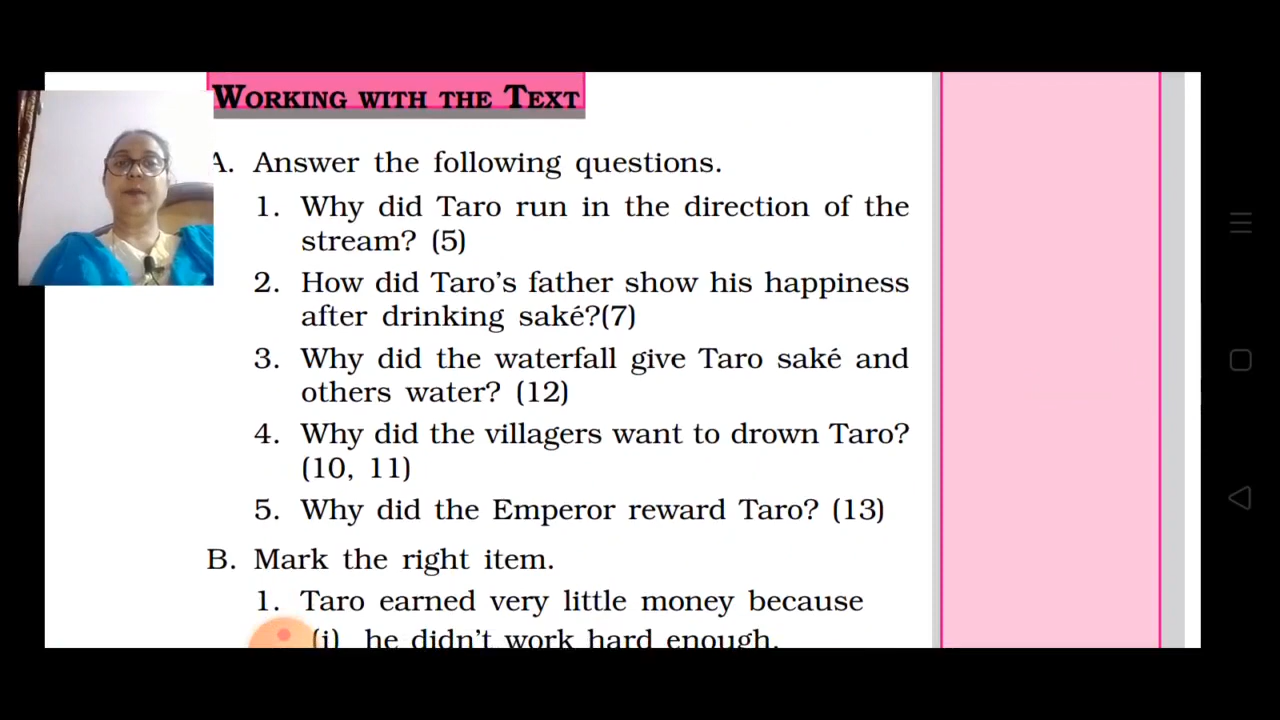 WORKING WITH THE TEXT
A. Answer the following questions.
1. Why did Taro run in the direction of the
stream? (5)
2. How did Taro's father show his happiness
after drinking saké?(7)
3. Why did the waterfall give Taro saké and
others water? (12)
4. Why did the villagers want to drown Taro?
(10, 11)
5. Why did the Emperor reward Taro? (13)
B. Mark the right item.
1. Taro earned very little money because
(i) he didn't work hard enough.